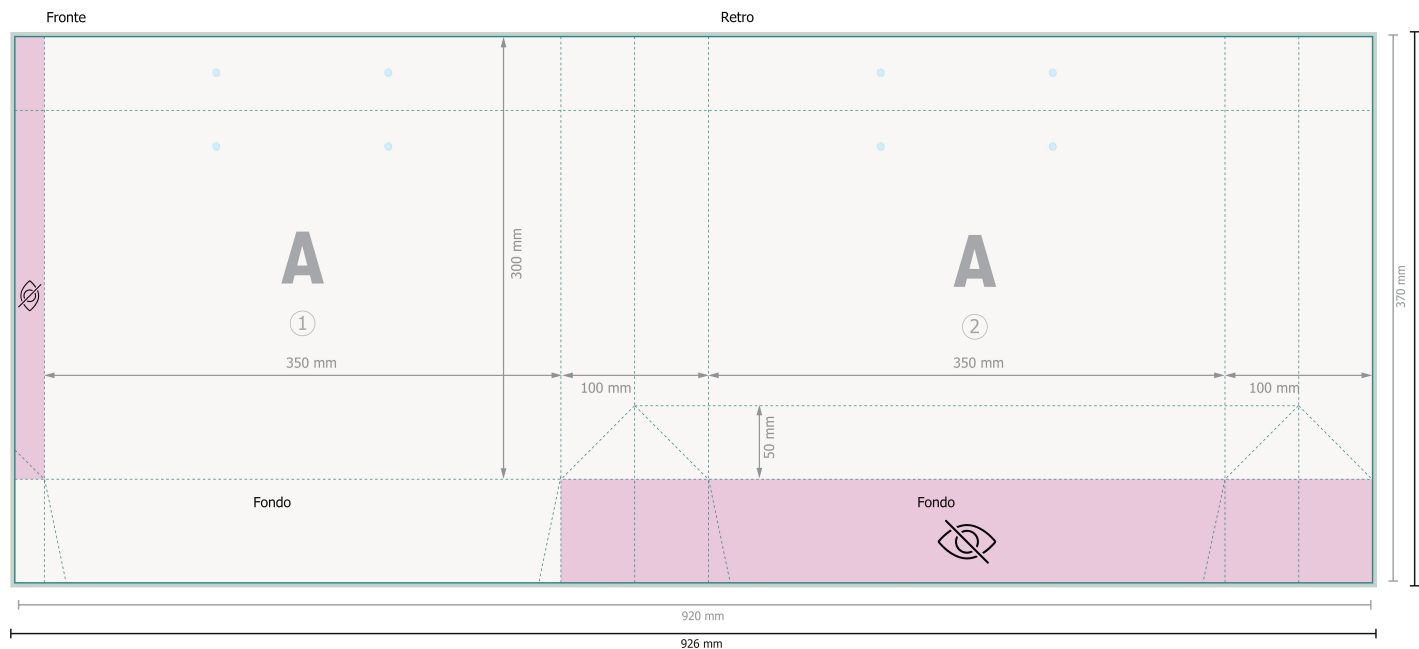 Fronte
Retro
A
1
A
2
300 mm
370 mm
350 mm
100 mm
350 mm
100 mm
50 mm
Fondo
Fondo
920 mm
926 mm